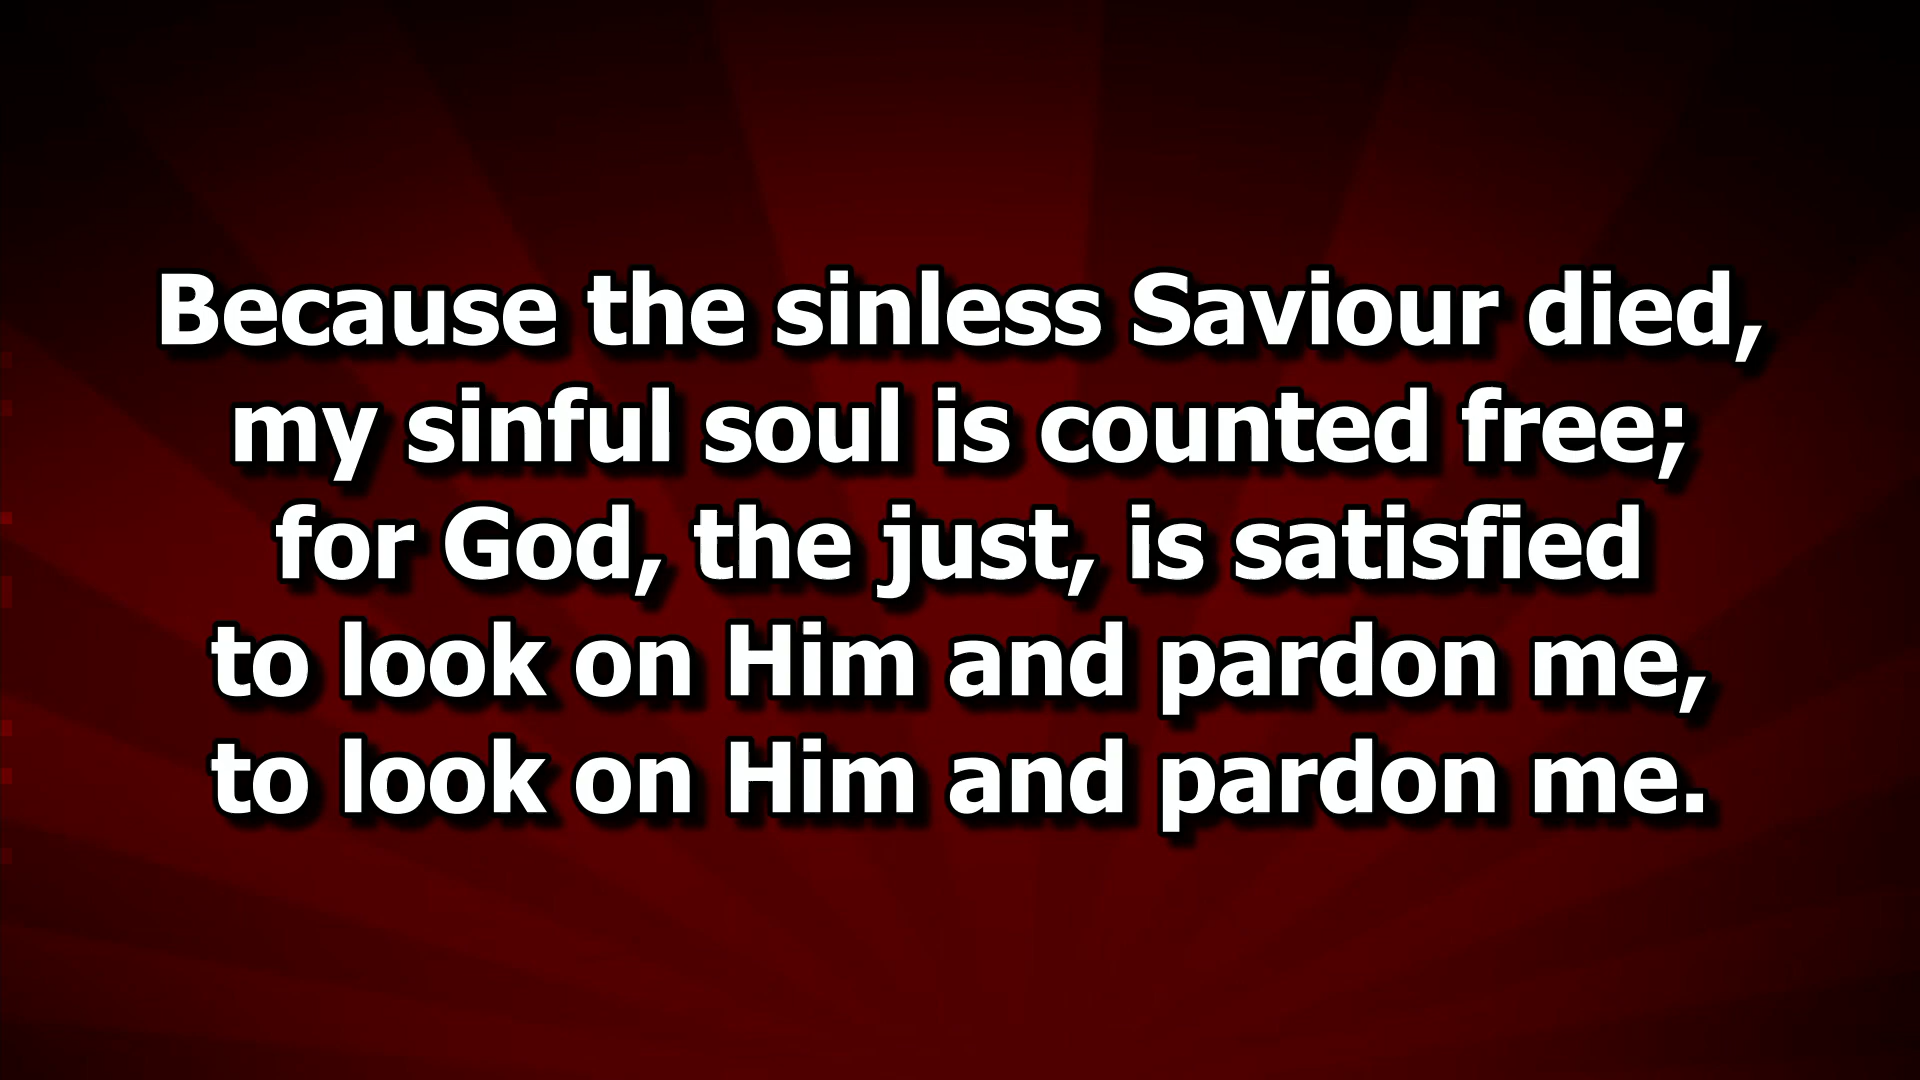 Because the sinless Saviour died,
my sinful soul is counted free;
for God, the just, is satisfied
to look on Him and pardon me,
to look on Him and pardon me.